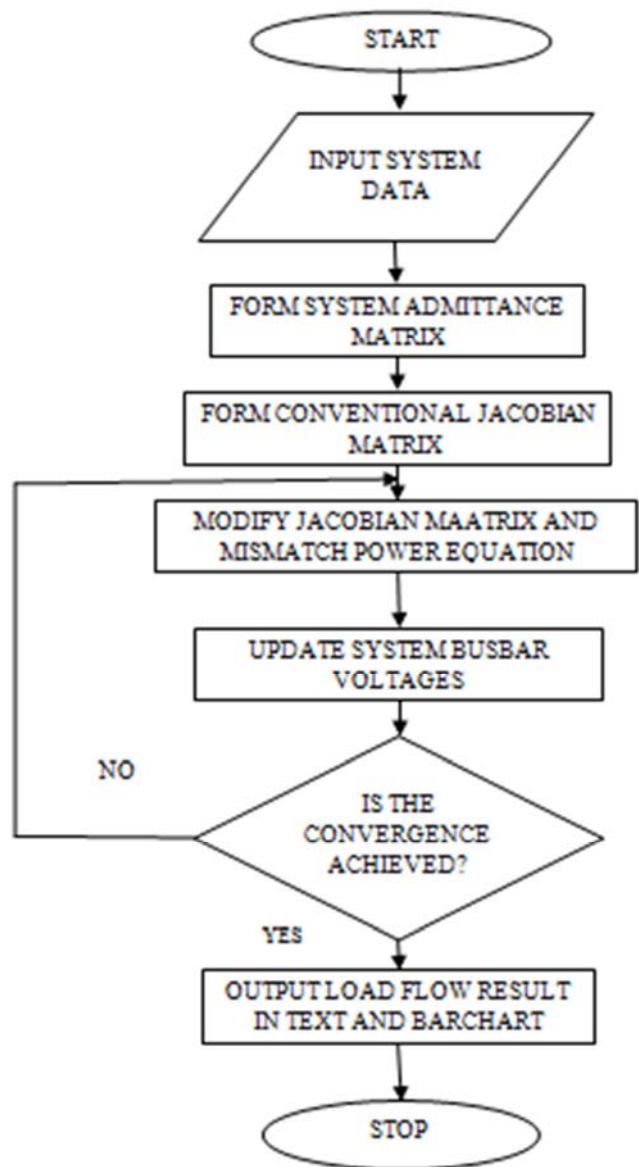 START
INPUT SYSTEM
DATA
FORM SYSTEM ADMITTANCE
MATRIX
FORM CONVENTIONAL JACOBIAN
MATRIX
MODIFY JACOBIAN MAATRIX AND
MISMATCH POWER EQUATION
UPDATE SYSTEM BUSBAR
VOLTAGES
NO
IS THE
CONVERGENCE
ACHIEVED?
YES
OUTPUT LOAD FLOW RESULT
IN TEXT AND BARCHART
STOP